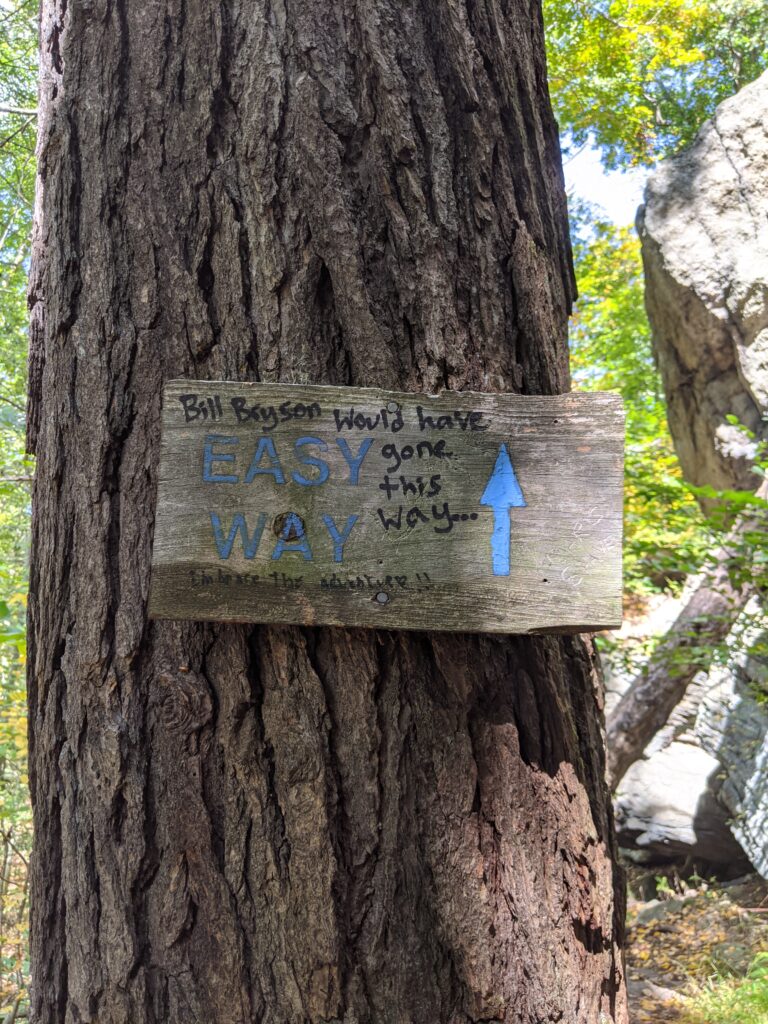 Bill Bryson would have
gone
this
way...
EASY
WAY
Embrace the adventure!!